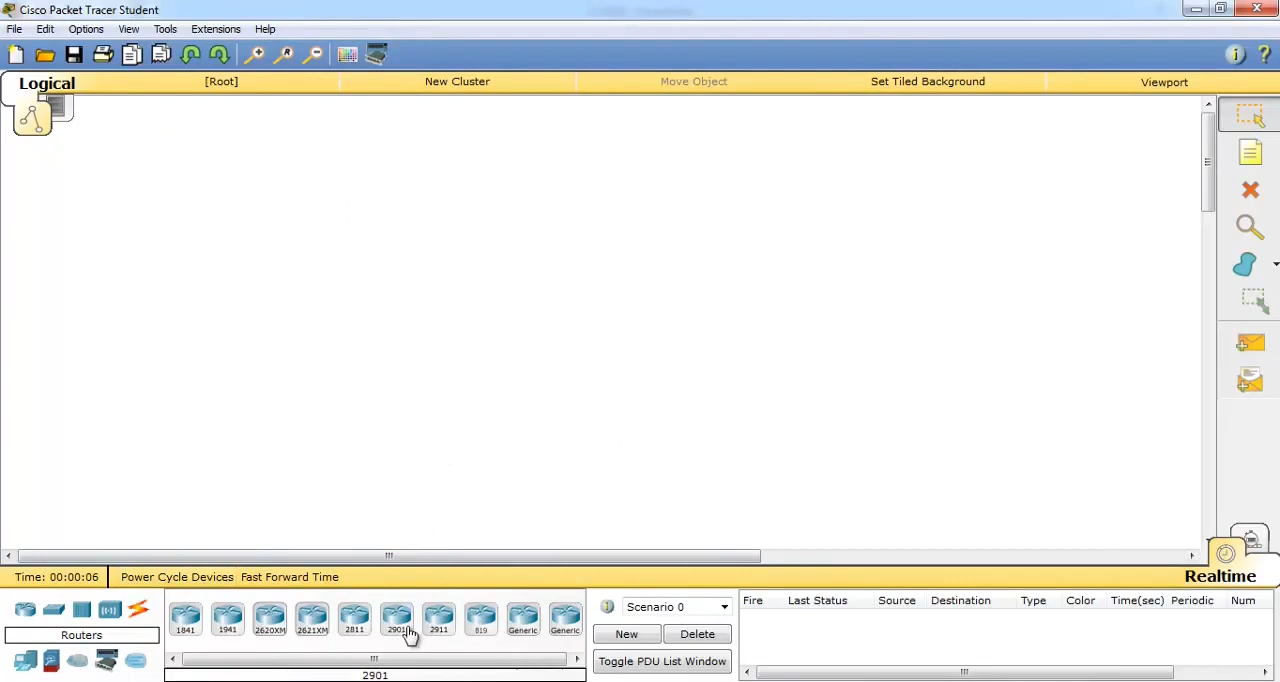 Cisco Packet Tracer Student
File Edit Options View Tools Extensions Help
Logical [Root] New Cluster Move Object Set Tiled Background Viewport
Time: 00:00:06 Power Cycle Devices Fast Forward Time Realtime
Routers
1841 1941 2620XM 2621XM 2811 2901 2911 819 Generic Generic
2901
Scenario 0
New Delete
Toggle PDU List Window
Fire Last Status Source Destination Type Color Time(sec) Periodic Num